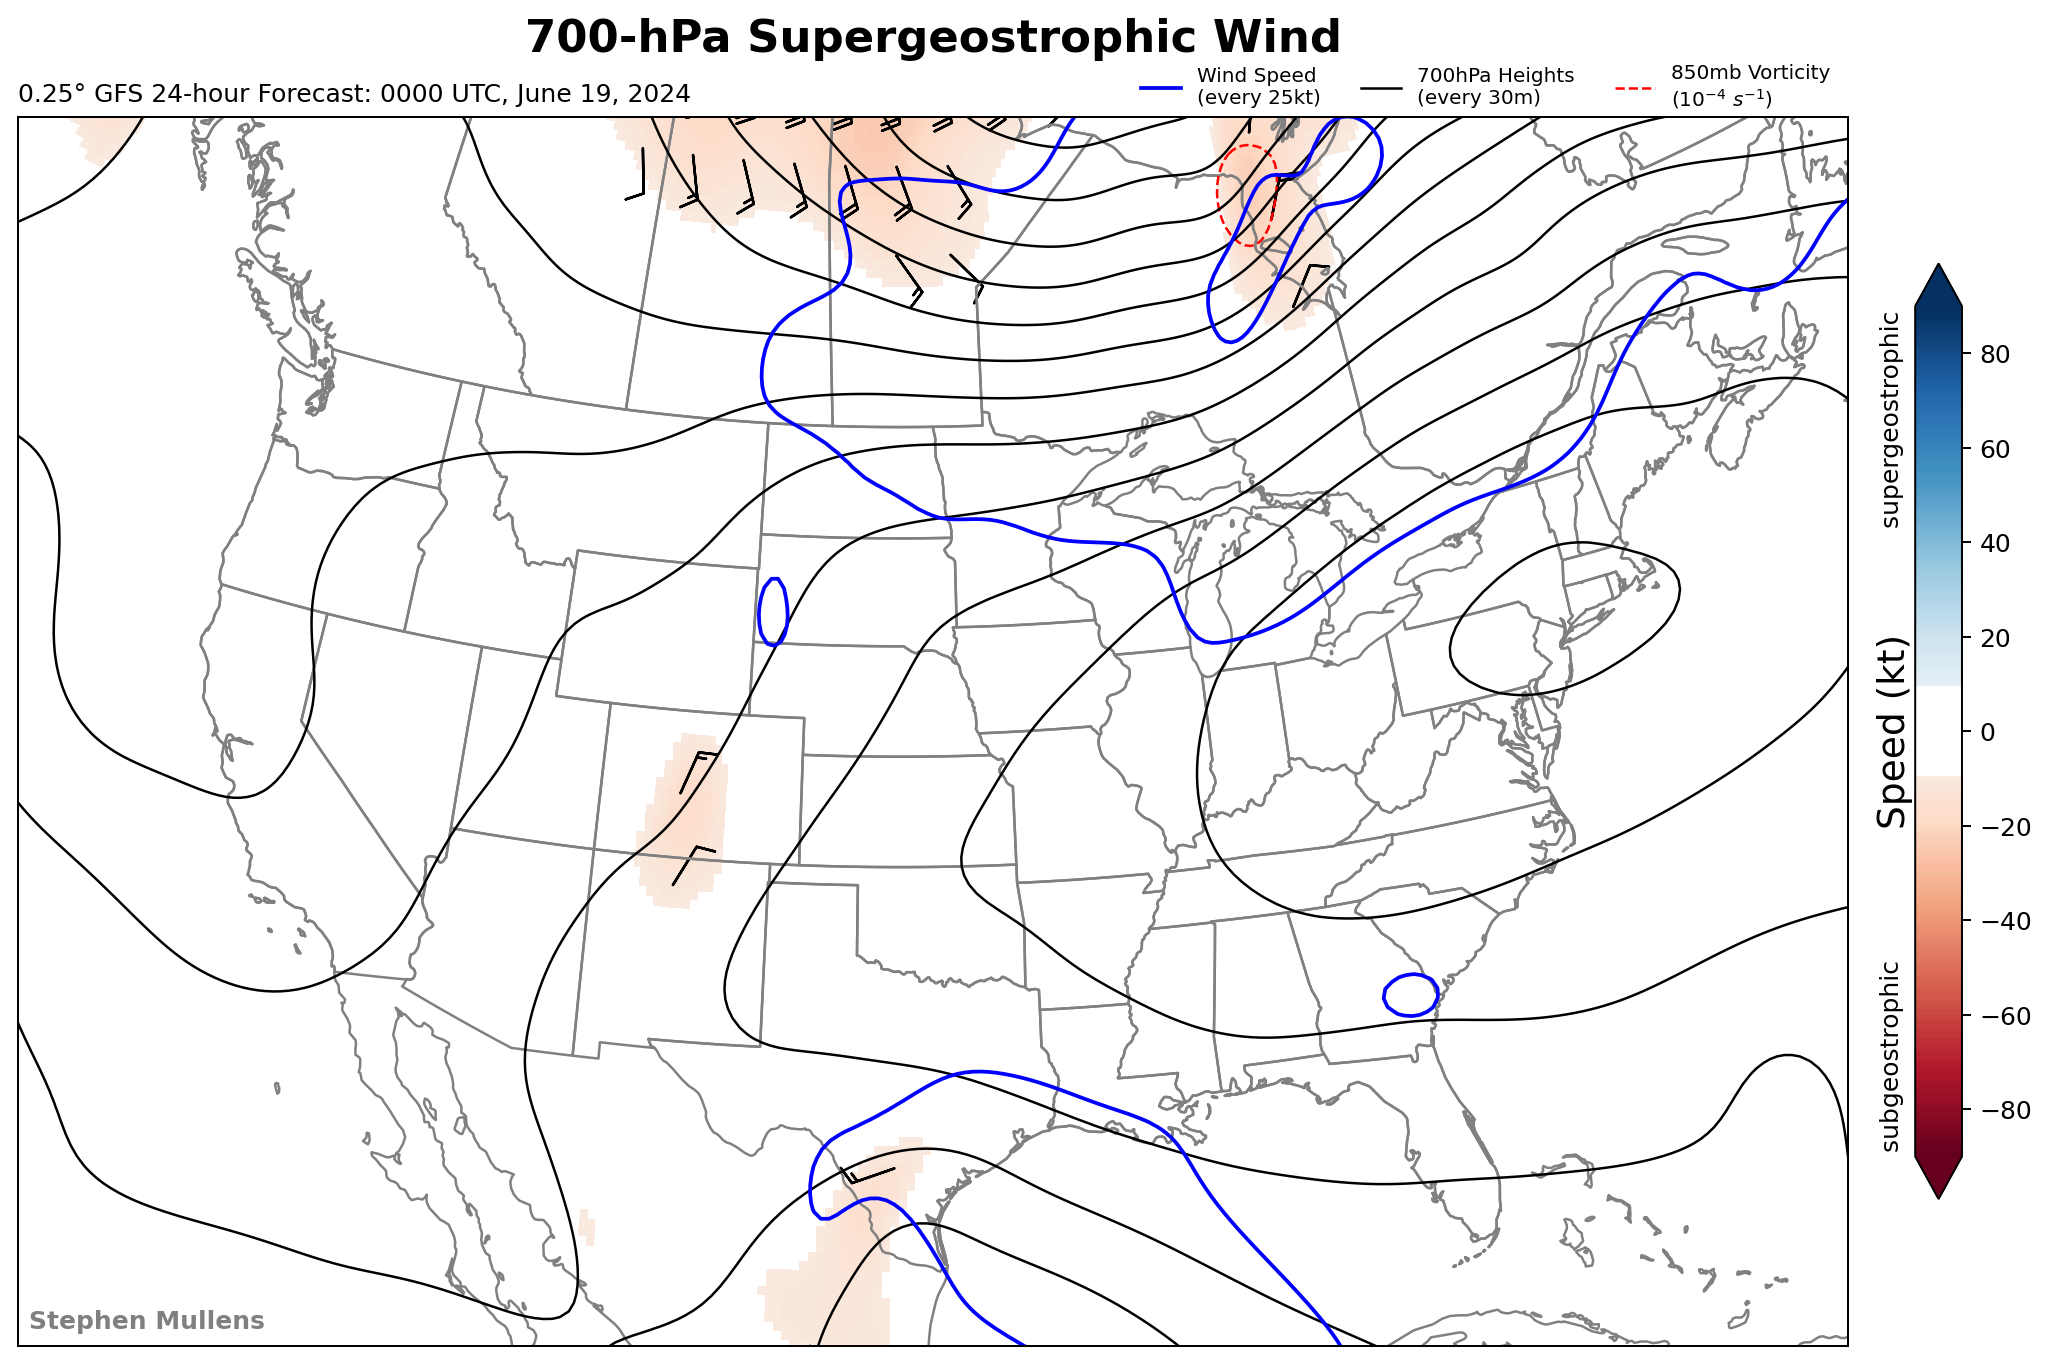 700-hPa Supergeostrophic Wind
0.25° GFS 24-hour Forecast: 0000 UTC, June 19, 2024
Wind Speed
(every 25kt)
700hPa Heights
(every 30m)
850mb Vorticity
(10⁻⁴ s⁻¹)
supergeostrophic
Speed (kt)
subgeostrophic
80
60
40
20
0
−20
−40
−60
−80
Stephen Mullens